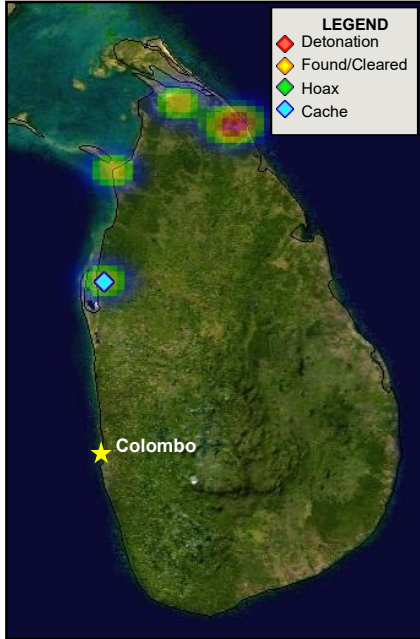 LEGEND
Detonation
Found/Cleared
Hoax
Cache
Colombo